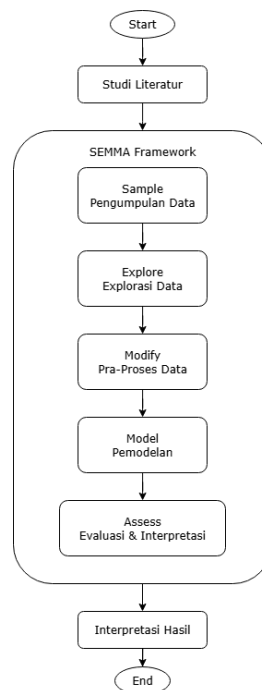 Start
Studi Literatur
SEMMA Framework
Sample
Pengumpulan Data
Explore
Explorasi Data
Modify
Pra-Proses Data
Model
Pemodelan
Assess
Evaluasi & Interpretasi
Interpretasi Hasil
End